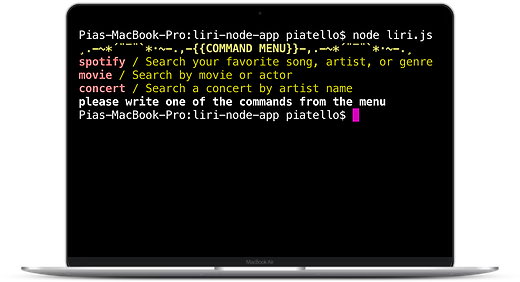 Pias-MacBook-Pro:liri-node-app piatello$ node liri.js
¸.·~*´¨¯¨`*·~-.¸-{{COMMAND MENU}}-,.-~*´¨¯¨`*·~-.¸
spotify / Search your favorite song, artist, or genre
movie / Search by movie or actor
concert / Search a concert by artist name
please write one of the commands from the menu
Pias-MacBook-Pro:liri-node-app piatello$
MacBook Air